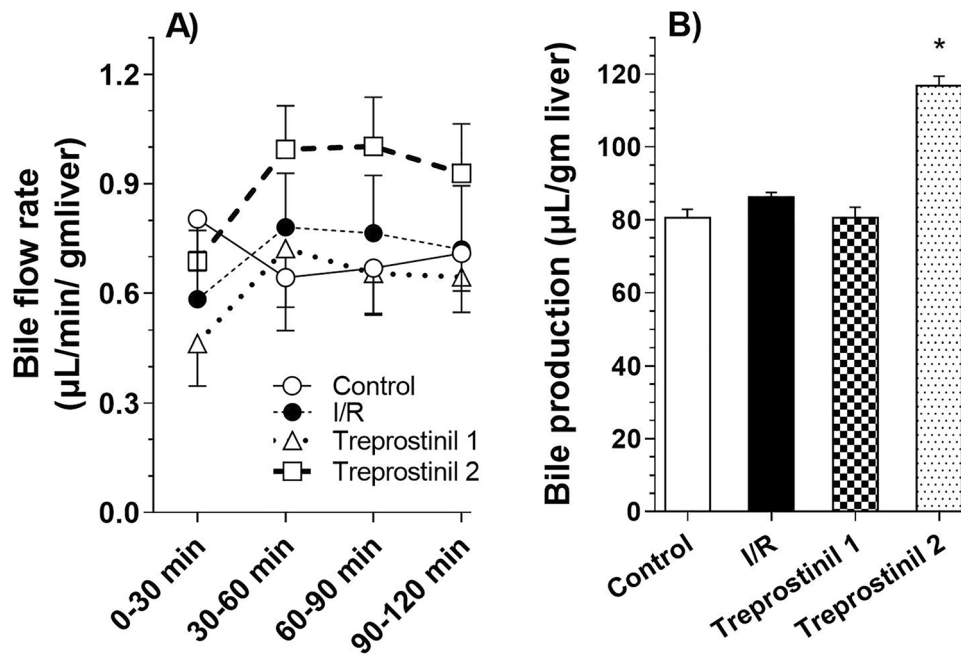 A)
Bile flow rate
(µL/min/ gmliver)
1.2
0.9
0.6
0.3
0.0
Control
I/R
Treprostinil 1
Treprostinil 2
0-30 min
30-60 min
60-90 min
90-120 min
B)
Bile production (µL/gm liver)
120
100
80
60
40
20
0
*
Control
I/R
Treprostinil 1
Treprostinil 2